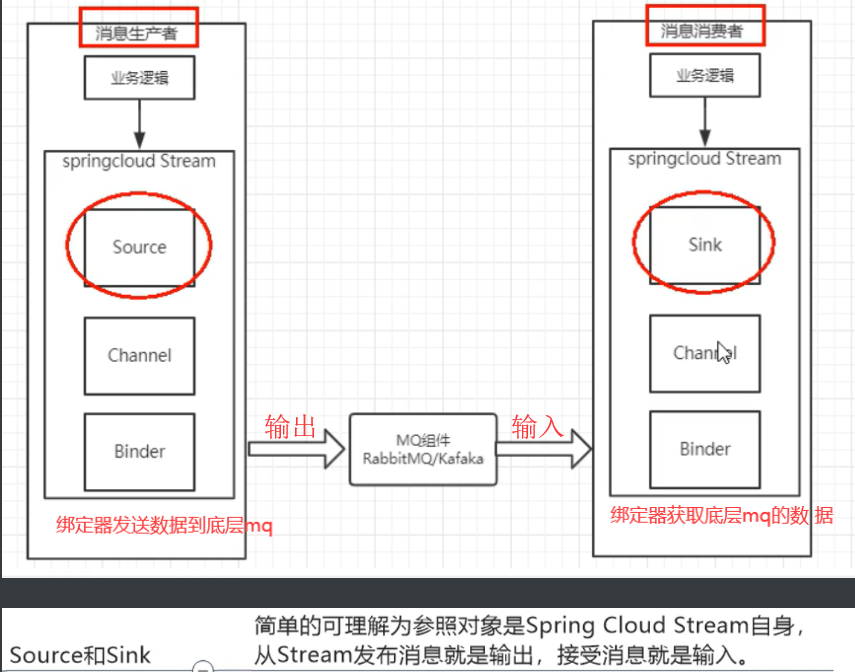 消息生产者
业务逻辑
springcloud Stream
Source
Channel
Binder
绑定器发送数据到底层mq
输出
MQ组件
RabbitMQ/Kafaka
输入
消息消费者
业务逻辑
springcloud Stream
Sink
Channel
Binder
绑定器获取底层mq的数据
Source和Sink
简单的可理解为参照对象是Spring Cloud Stream自身，
从Stream发布消息就是输出，接受消息就是输入。